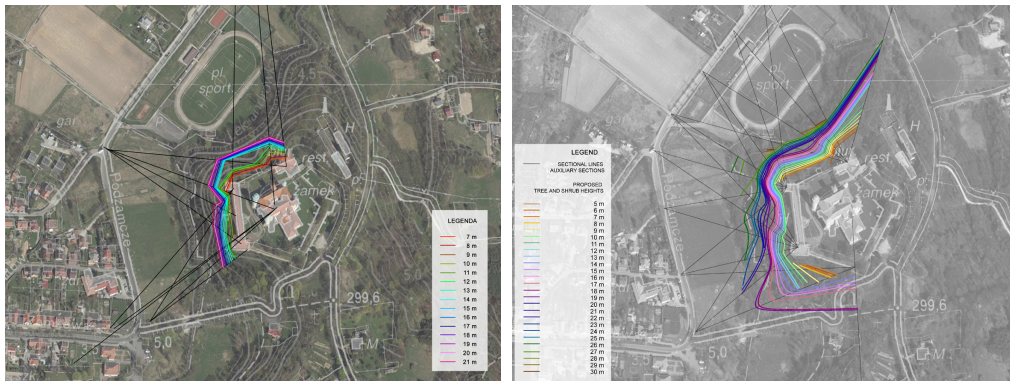 pl.
sport.
4,5
gar
P
H
rest.
zamek
P
Podzamcze
299,6
5,0
M
LEGENDA
7 m
8 m
9 m
10 m
11 m
12 m
13 m
14 m
15 m
16 m
17 m
18 m
19 m
20 m
21 m
pl.
sport.
gar
H
rest.
zamek
299,6
5,0
M
LEGEND
SECTIONAL LINES
AUXILIARY SECTIONS
PROPOSED
TREE AND SHRUB HEIGHTS
5 m
6 m
7 m
8 m
9 m
10 m
11 m
12 m
13 m
14 m
15 m
16 m
17 m
18 m
19 m
20 m
21 m
22 m
23 m
24 m
25 m
26 m
27 m
28 m
29 m
30 m